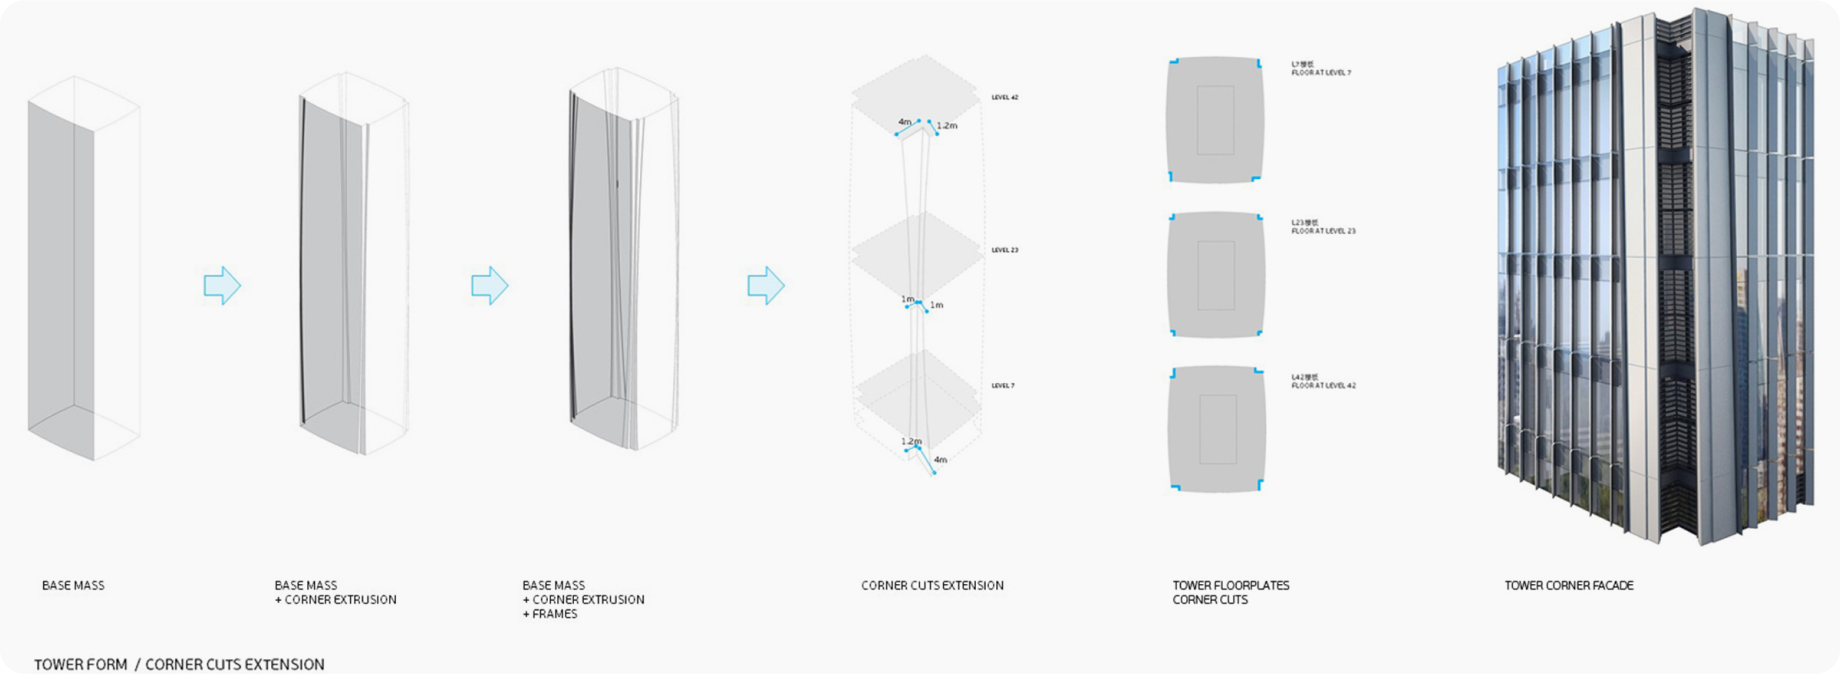 LEVEL 42
4m
1.2m
LEVEL 23
1m
1m
LEVEL 7
1.2m
4m
L7楼板
FLOOR AT LEVEL 7
L23楼板
FLOOR AT LEVEL 23
L42楼板
FLOOR AT LEVEL 42
BASE MASS
BASE MASS
+ CORNER EXTRUSION
BASE MASS
+ CORNER EXTRUSION
+ FRAMES
CORNER CUTS EXTENSION
TOWER FLOORPLATES
CORNER CUTS
TOWER CORNER FACADE
TOWER FORM / CORNER CUTS EXTENSION